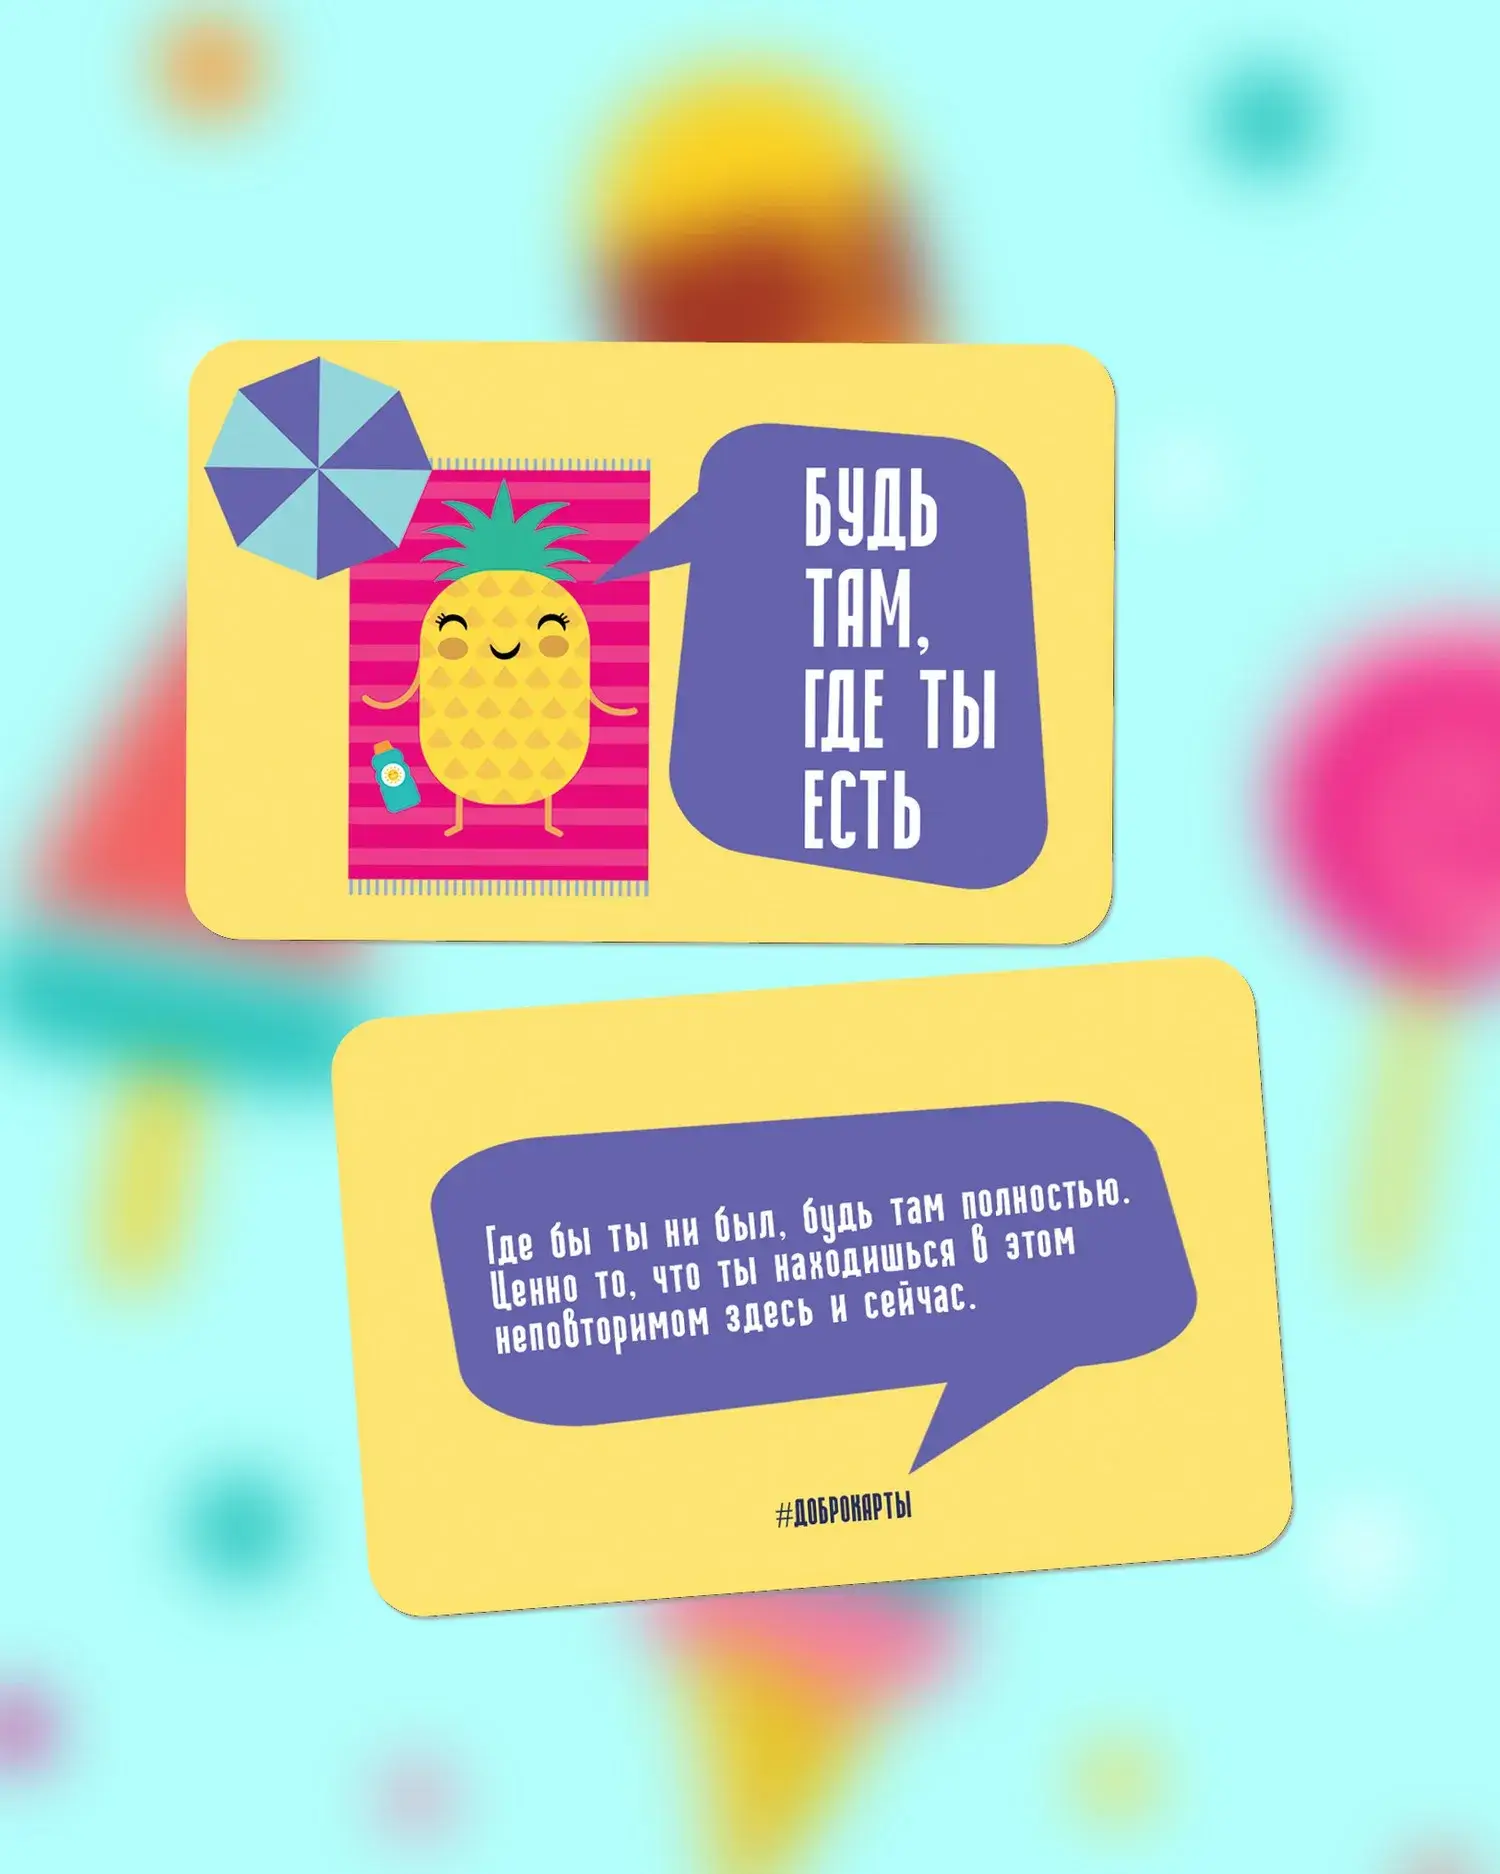 БУДЬ
ТАМ,
ГДЕ ТЫ
ЕСТЬ
Где бы ты ни был, будь там полностью.
Ценно то, что ты находишься в этом
неповторимом здесь и сейчас.
#ДОБРОКАРТЫ